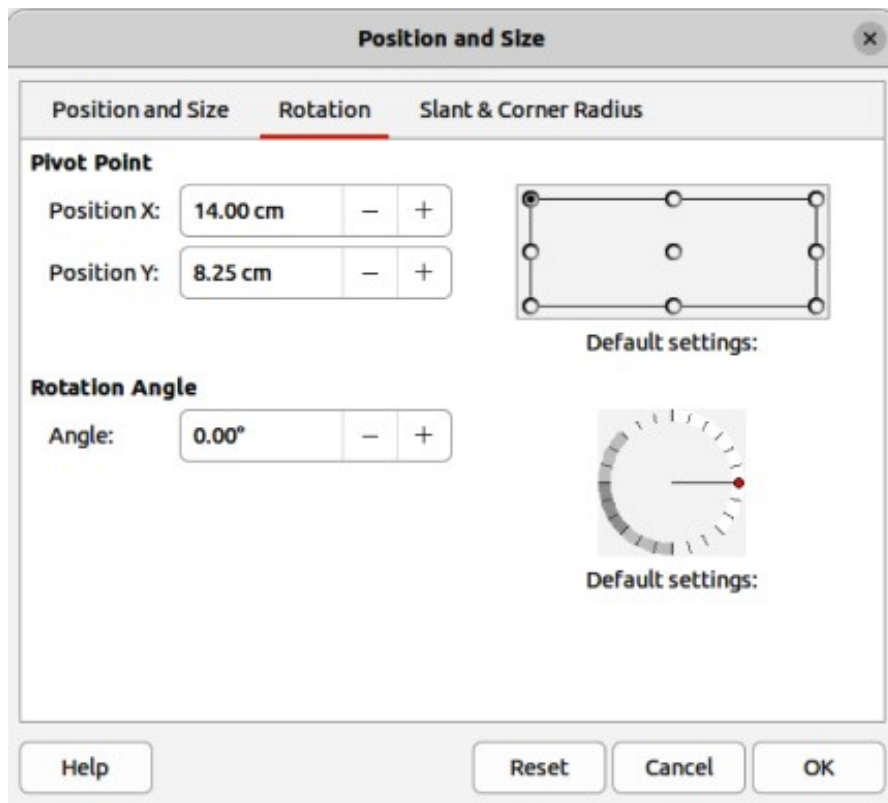 Position and Size
Position and Size Rotation Slant & Corner Radius
Pivot Point
Position X: 14.00 cm − +
Position Y: 8.25 cm − +
Default settings:
Rotation Angle
Angle: 0.00° − +
Default settings:
Help Reset Cancel OK